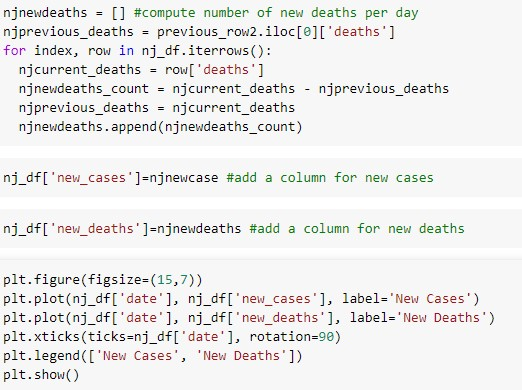 njnewdeaths = [] #compute number of new deaths per day
njprevious_deaths = previous_row2.iloc[0]['deaths']
for index, row in nj_df.iterrows():
  njcurrent_deaths = row['deaths']
  njnewdeaths_count = njcurrent_deaths - njprevious_deaths
  njprevious_deaths = njcurrent_deaths
  njnewdeaths.append(njnewdeaths_count)
nj_df['new_cases']=njnewcase #add a column for new cases
nj_df['new_deaths']=njnewdeaths #add a column for new deaths
plt.figure(figsize=(15,7))
plt.plot(nj_df['date'], nj_df['new_cases'], label='New Cases')
plt.plot(nj_df['date'], nj_df['new_deaths'], label='New Deaths')
plt.xticks(ticks=nj_df['date'], rotation=90)
plt.legend(['New Cases', 'New Deaths'])
plt.show()